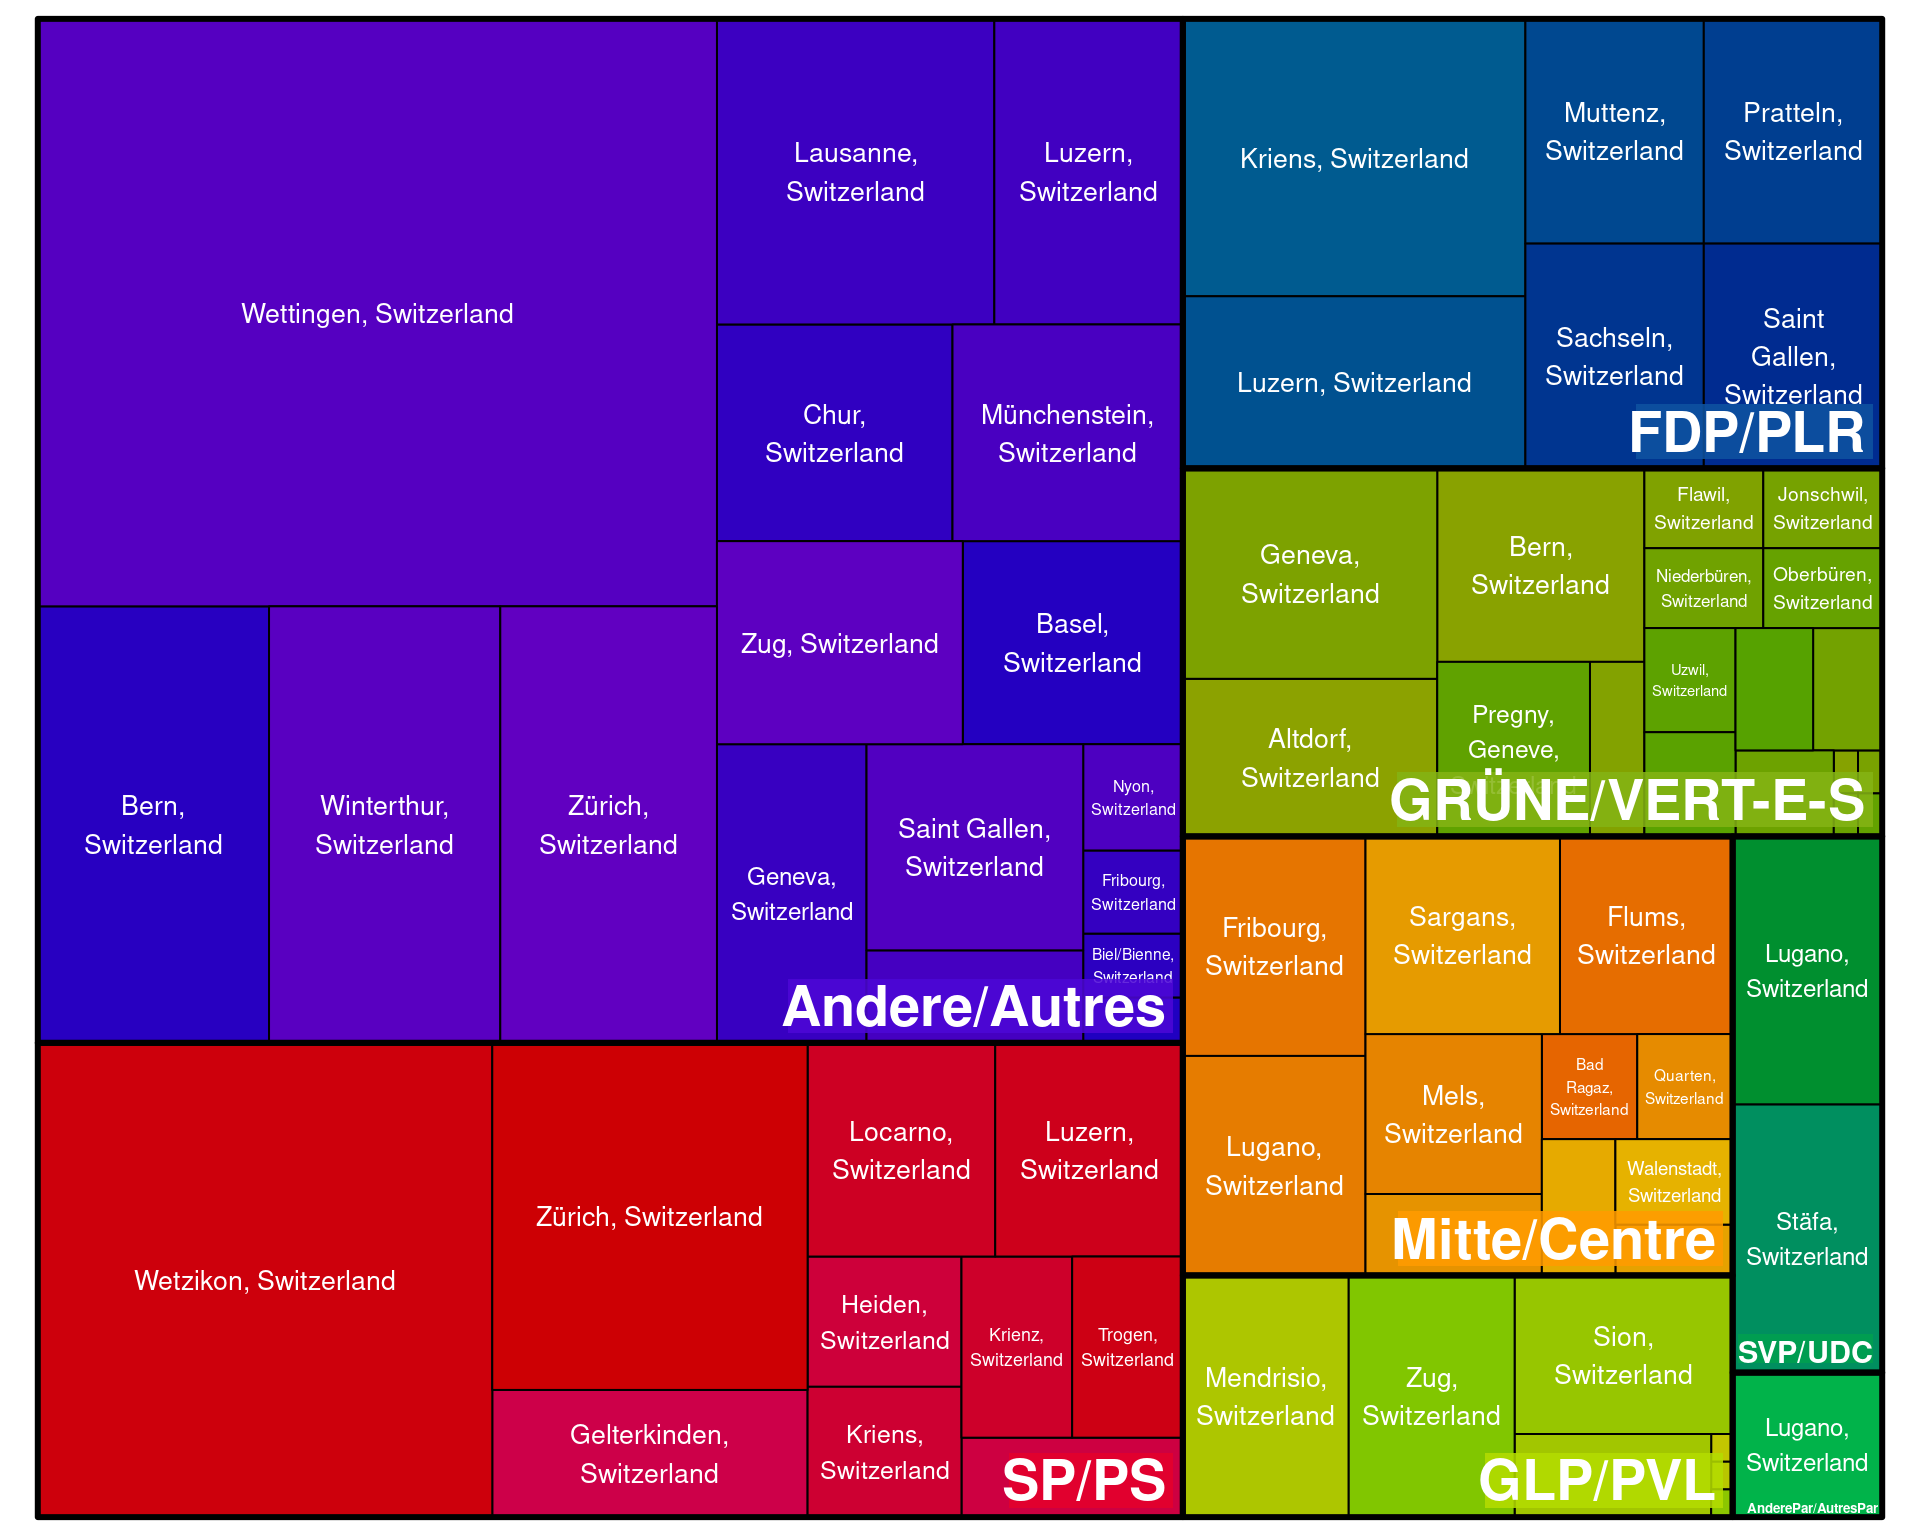 Wettingen, Switzerland
Lausanne,
Switzerland
Luzern,
Switzerland
Chur,
Switzerland
Münchenstein,
Switzerland
Zug, Switzerland
Basel,
Switzerland
Bern,
Switzerland
Winterthur,
Switzerland
Zürich,
Switzerland
Geneva,
Switzerland
Saint Gallen,
Switzerland
Nyon,
Switzerland
Fribourg,
Switzerland
Biel/Bienne,
Switzerland
Andere/Autres
Wetzikon, Switzerland
Zürich, Switzerland
Gelterkinden,
Switzerland
Locarno,
Switzerland
Luzern,
Switzerland
Heiden,
Switzerland
Kriens,
Switzerland
Krienz,
Switzerland
Trogen,
Switzerland
SP/PS
Kriens, Switzerland
Luzern, Switzerland
Muttenz,
Switzerland
Pratteln,
Switzerland
Sachseln,
Switzerland
Saint
Gallen,
Switzerland
FDP/PLR
Geneva,
Switzerland
Altdorf,
Switzerland
Bern,
Switzerland
Pregny,
Geneve,
Switzerland
Flawil,
Switzerland
Jonschwil,
Switzerland
Niederbüren,
Switzerland
Oberbüren,
Switzerland
Uzwil,
Switzerland
GRÜNE/VERT-E-S
Fribourg,
Switzerland
Lugano,
Switzerland
Sargans,
Switzerland
Flums,
Switzerland
Mels,
Switzerland
Bad
Ragaz,
Switzerland
Quarten,
Switzerland
Walenstadt,
Switzerland
Mitte/Centre
Mendrisio,
Switzerland
Zug,
Switzerland
Sion,
Switzerland
GLP/PVL
Lugano,
Switzerland
Stäfa,
Switzerland
SVP/UDC
Lugano,
Switzerland
AnderePar/AutresPar